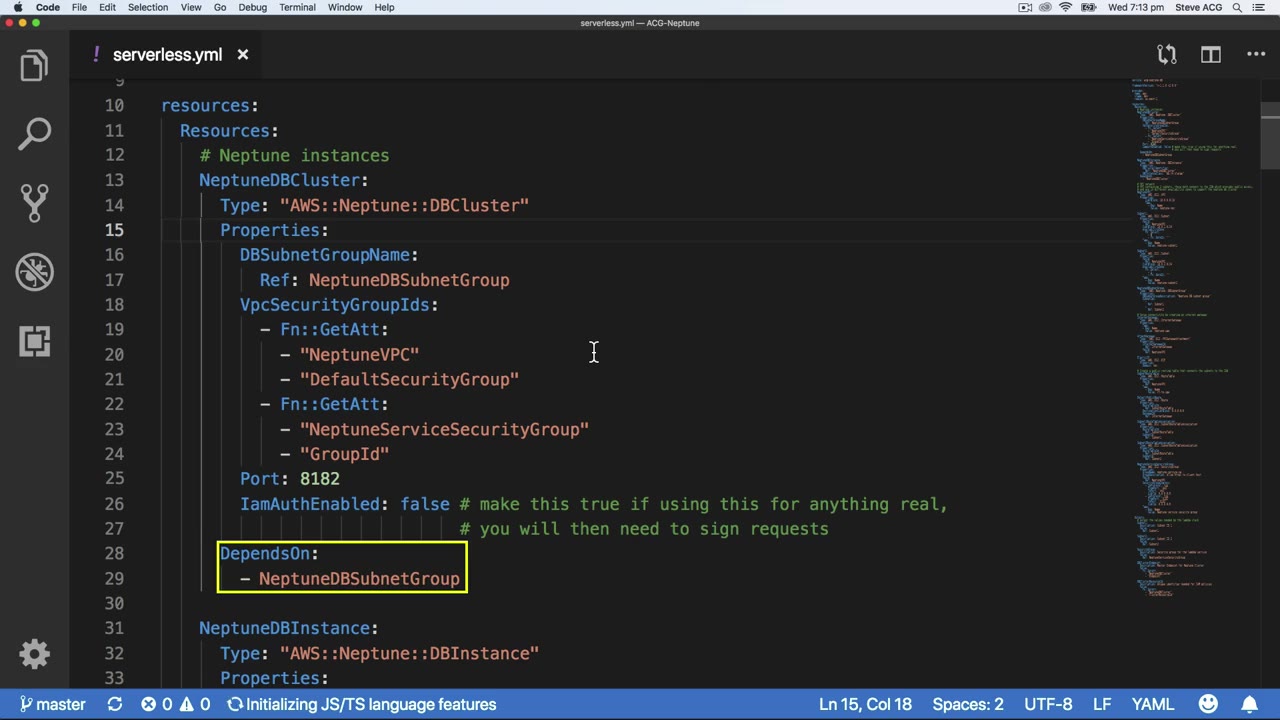 Code File Edit Selection View Go Debug Terminal Window Help Wed 7:13 pm Steve ACG
serverless.yml — ACG-Neptune
! serverless.yml ×
9
10 resources:
11 Resources:
12 # Neptune instances
13 NeptuneDBCluster:
14 Type: "AWS::Neptune::DBCluster"
15 Properties:
16 DBSubnetGroupName:
17 Ref: NeptuneDBSubnetGroup
18 VpcSecurityGroupIds:
19 - Fn::GetAtt:
20 - "NeptuneVPC"
21 - "DefaultSecurityGroup"
22 - Fn::GetAtt:
23 - "NeptuneServiceSecurityGroup"
24 - "GroupId"
25 Port: 8182
26 IamAuthEnabled: false # make this true if using this for anything real,
27 # you will then need to sign requests
28 DependsOn:
29 - NeptuneDBSubnetGroup
30
31 NeptuneDBInstance:
32 Type: "AWS::Neptune::DBInstance"
33 Properties:
master 0 0 Initializing JS/TS language features Ln 15, Col 18 Spaces: 2 UTF-8 LF YAML